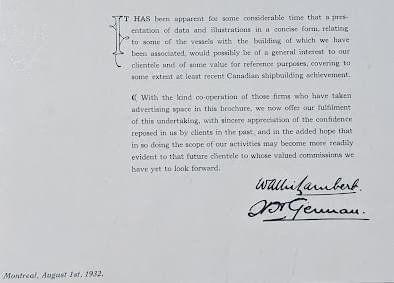 IT HAS been apparent for some considerable time that a pres-
entation of data and illustrations in a concise form, relating
to some of the vessels with the building of which we have
been associated, would possibly be of a general interest to our
clientele and of some value for reference purposes, covering to
some extent at least recent Canadian shipbuilding achievement.
With the kind co-operation of those firms who have taken
advertising space in this brochure, we now offer our fulfilment
of this undertaking, with sincere appreciation of the confidence
reposed in us by clients in the past, and in the added hope that
in so doing the scope of our activities may become more readily
evident to that future clientele to whose valued commissions we
have yet to look forward.
Lambert.
German.
Montreal, August 1st, 1932.